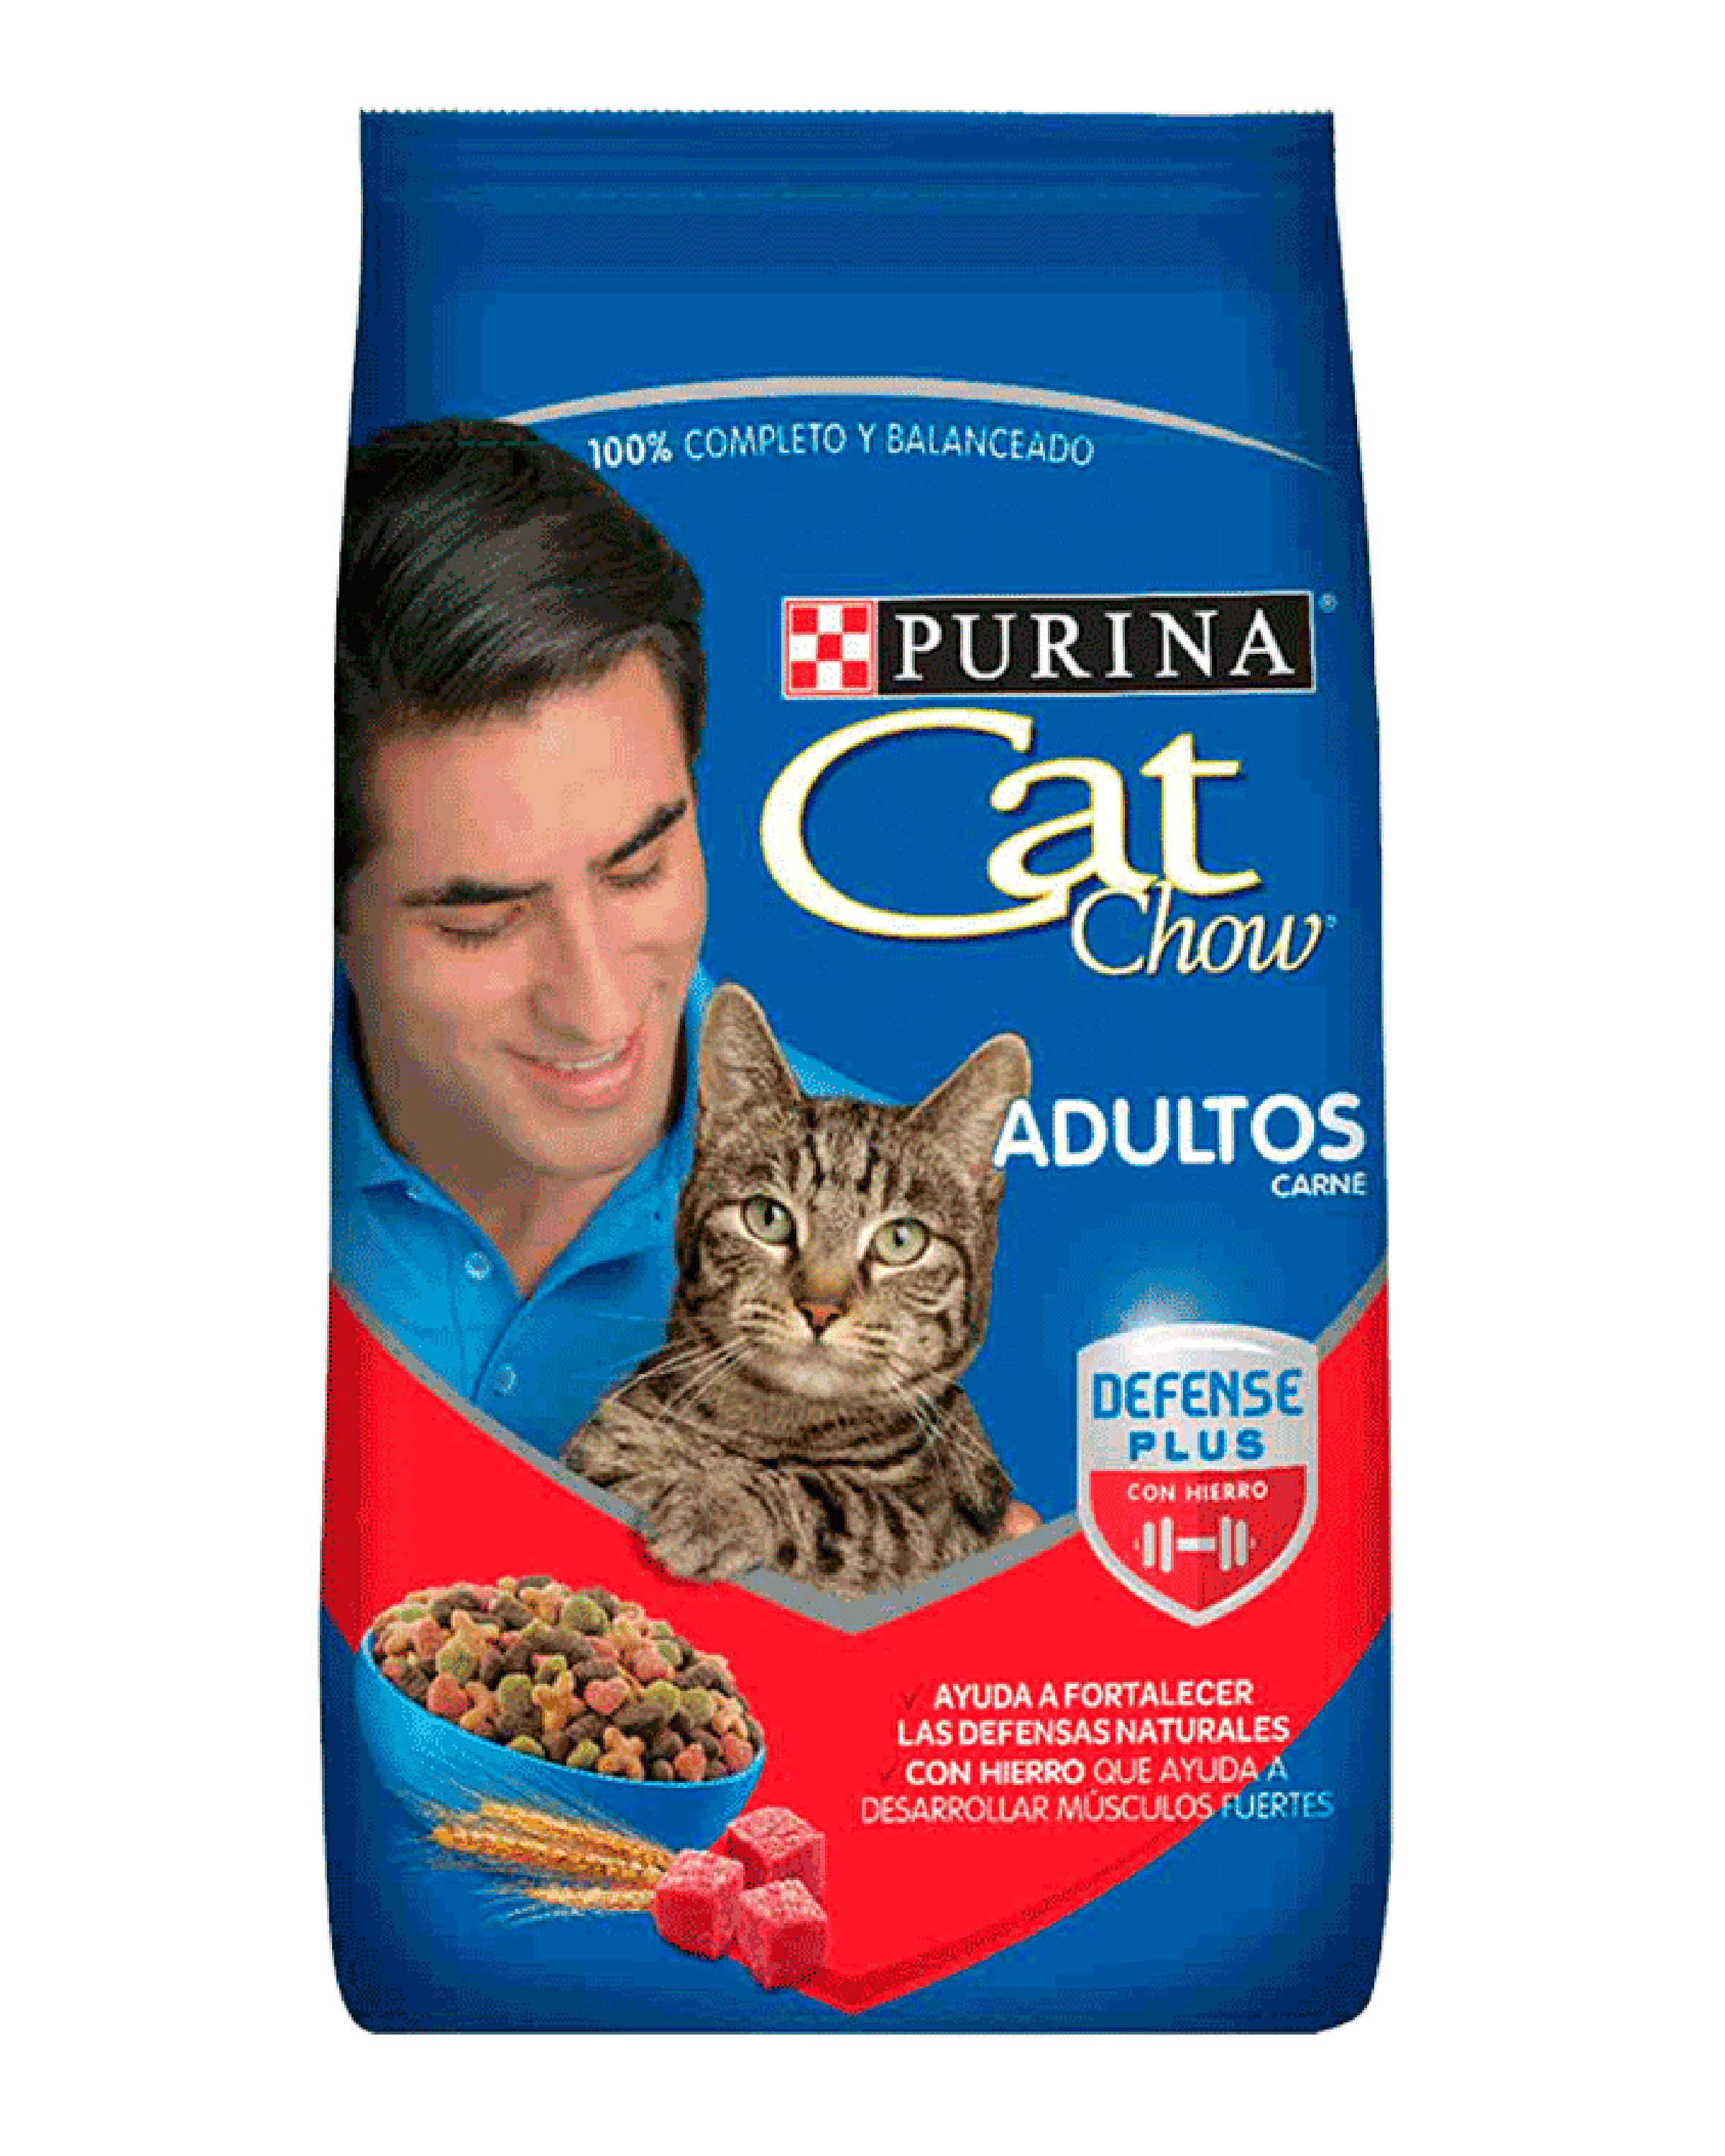 100% COMPLETO Y BALANCEADO
PURINA®
Cat
Chow
ADULTOS
CARNE
DEFENSE
PLUS
CON HIERRO
AYUDA A FORTALECER
LAS DEFENSAS NATURALES
CON HIERRO QUE AYUDA A
DESARROLLAR MÚSCULOS FUERTES